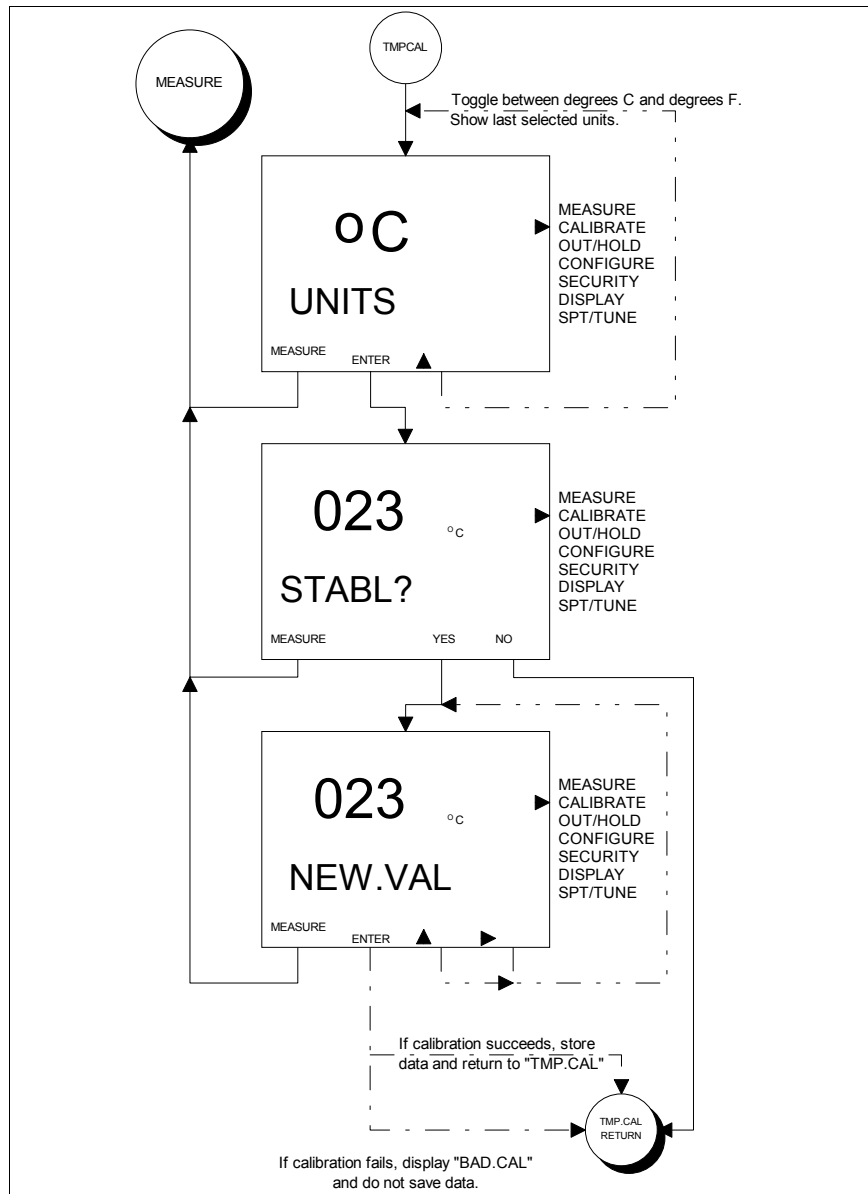 TMPCAL
MEASURE
Toggle between degrees C and degrees F.
Show last selected units.
oC
UNITS
MEASURE
ENTER
MEASURE
CALIBRATE
OUT/HOLD
CONFIGURE
SECURITY
DISPLAY
SPT/TUNE
023
oC
STABL?
MEASURE
YES
NO
MEASURE
CALIBRATE
OUT/HOLD
CONFIGURE
SECURITY
DISPLAY
SPT/TUNE
023
oC
NEW.VAL
MEASURE
ENTER
MEASURE
CALIBRATE
OUT/HOLD
CONFIGURE
SECURITY
DISPLAY
SPT/TUNE
If calibration succeeds, store
data and return to "TMP.CAL"
TMP.CAL
RETURN
If calibration fails, display "BAD.CAL"
and do not save data.